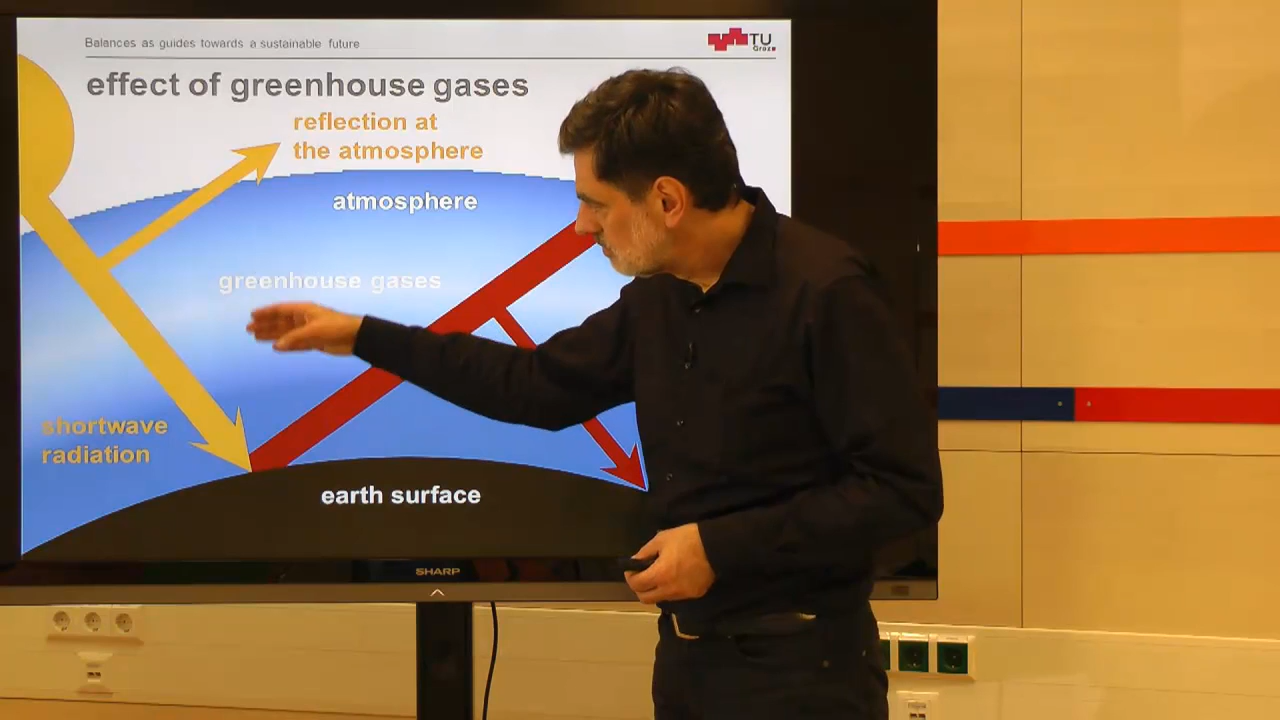 Balances as guides towards a sustainable future
TU
Graz
effect of greenhouse gases
reflection at
the atmosphere
atmosphere
greenhouse gases
shortwave
radiation
earth surface
SHARP